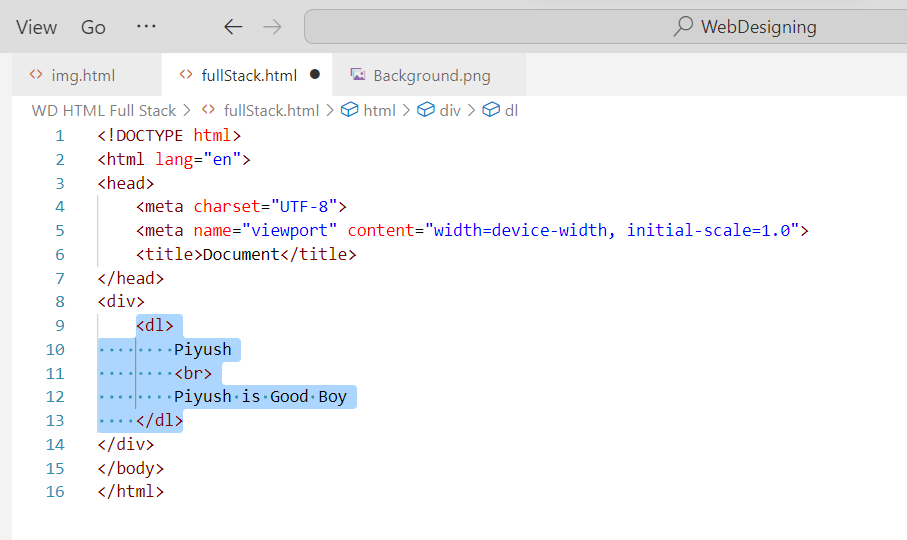 View Go ··· WebDesigning
img.html fullStack.html Background.png
WD HTML Full Stack > fullStack.html > html > div > dl
1 <!DOCTYPE html>
2 <html lang="en">
3 <head>
4 <meta charset="UTF-8">
5 <meta name="viewport" content="width=device-width, initial-scale=1.0">
6 <title>Document</title>
7 </head>
8 <div>
9 <dl>
10 Piyush
11 <br>
12 Piyush is Good Boy
13 </dl>
14 </div>
15 </body>
16 </html>